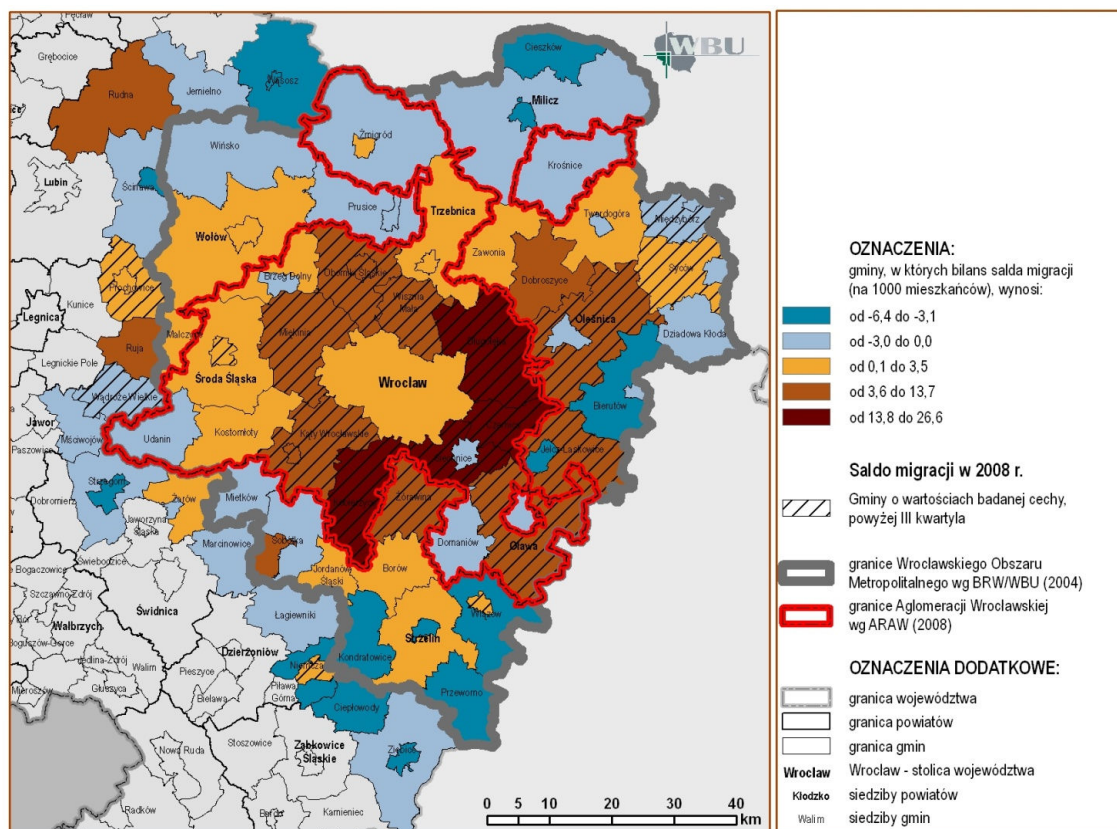 Pęcław
Grębocice
WBU
Cieszków
Wąsosz
Jemielno
Rudna
Milicz
Żmigród
Wińsko
Krośnice
Lubin
Ścinawa
Prusice
Trzebnica
Twardogóra
Międzybórz
Wołów
Zawonia
Syców
Oborniki Śląskie
Brzeg Dolny
Dobroszyce
Prochowice
Wisznia
Mała
Kunice
Oleśnica
Legnica
Miękinia
Malczyce
Dziadowa Kłoda
Legnickie Pole
Ruja
Środa Śląska
Wrocław
Wądroże Wielkie
Bierutów
Jawor
Udanin
Kostomłoty
Kąty Wrocławskie
Mściwojów
Paszowice
Jelcz-Laskowice
Strzegom
Żórawina
Dobromierz
Żarów
Mietków
Jaworzyna
Śląska
Domaniów
Oława
Sobótka
Marcinowice
Świebodzice
Jordanów
Śląski
Borów
Bogaczowice
Szczawno-Zdrój
Świdnica
Łagiewniki
Wiązów
Wałbrzych
Strzelin
Boguszów-Gorce
Dzierżoniów
Kondratowice
Jedlina-Zdrój
Walim
Niemcza
Pieszyce
Piława
Górna
Mieroszów
Głuszyca
Bielawa
Przeworno
Ciepłowody
Nowa Ruda
Stoszowice
Ząbkowice
Śląskie
Ziębice
Radków
Bardo
Kamieniec
0 5 10 20 30 40
km
OZNACZENIA:
gminy, w których bilans salda migracji
(na 1000 mieszkańców), wynosi:
od -6,4 do -3,1
od -3,0 do 0,0
od 0,1 do 3,5
od 3,6 do 13,7
od 13,8 do 26,6
Saldo migracji w 2008 r.
Gminy o wartościach badanej cechy,
powyżej III kwartyla
granice Wrocławskiego Obszaru
Metropolitalnego wg BRW/WBU (2004)
granice Aglomeracji Wrocławskiej
wg ARAW (2008)
OZNACZENIA DODATKOWE:
granica województwa
granica powiatów
granica gmin
Wrocław Wrocław - stolica województwa
Kłodzko siedziby powiatów
Walim siedziby gmin